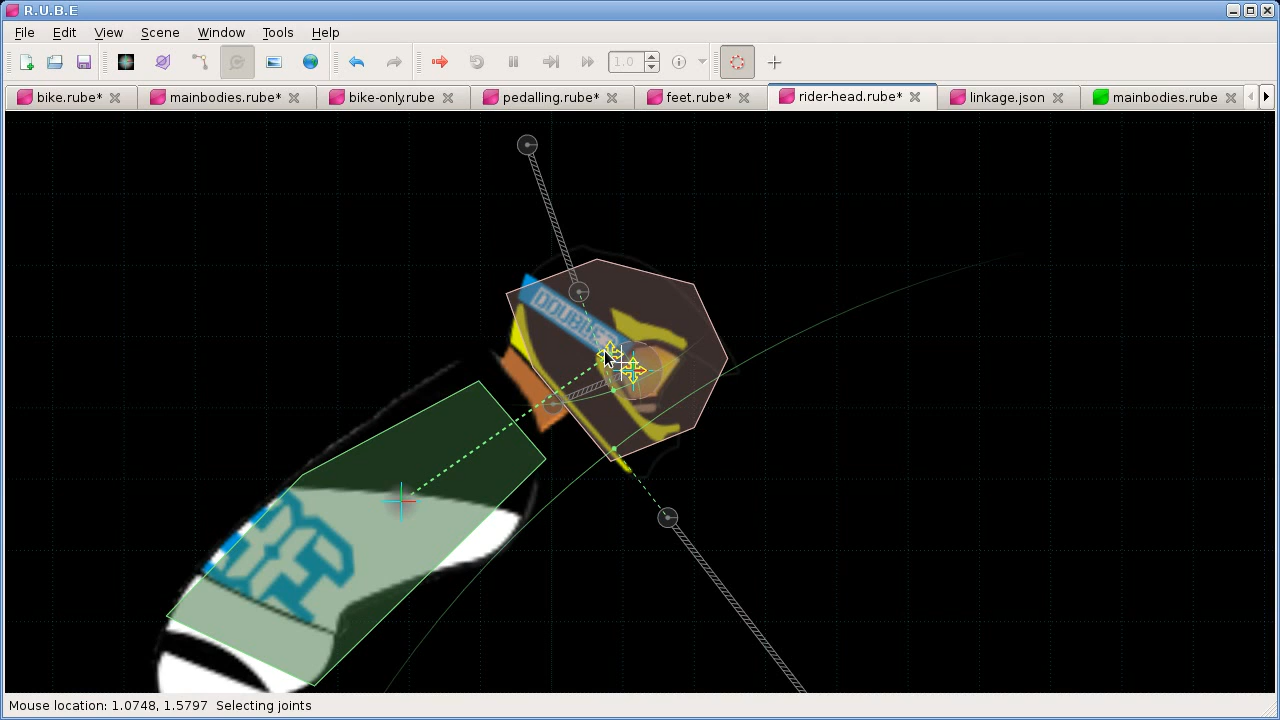 R.U.B.E
File Edit View Scene Window Tools Help
1.0
bike.rube* mainbodies.rube* bike-only.rube pedalling.rube* feet.rube* rider-head.rube* linkage.json mainbodies.rube
Mouse location: 1.0748, 1.5797 Selecting joints